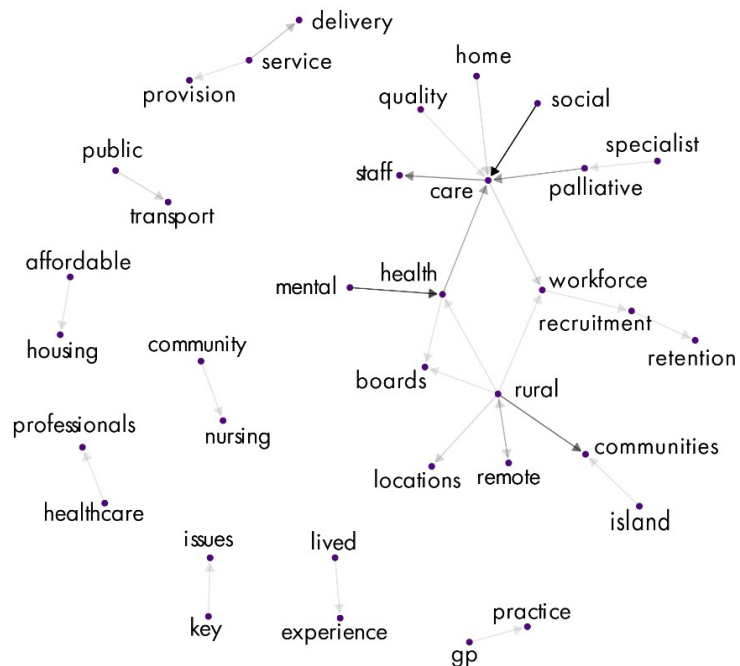 delivery
service
provision
home
quality
social
specialist
public
staff
care
palliative
transport
affordable
mental
health
workforce
recruitment
housing
community
retention
boards
rural
professionals
nursing
communities
locations
remote
healthcare
island
issues
lived
key
experience
practice
gp